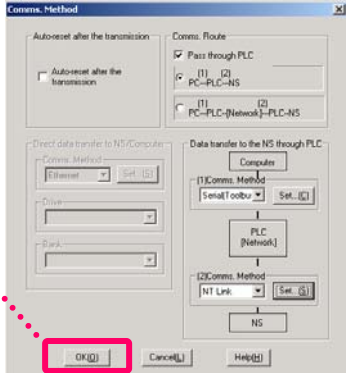 Comms. Method
Auto-reset after the transmission
Auto-reset after the
transmission
Comms. Route
Pass through PLC
(1) (2)
PC--PLC--NS
(1) (2)
PC--PLC-[Network]--PLC-NS
Direct data transfer to NS/Computer
Comms. Method
Ethernet
Set. (S)
Drive
Bank
Data transfer to the NS through PLC
Computer
(1)Comms. Method
Serial(Toolbu
Set...(C)
PLC
[Network]
(2)Comms. Method
NT Link
Set. (G)
NS
OK(O)
Cancel(L)
Help(H)